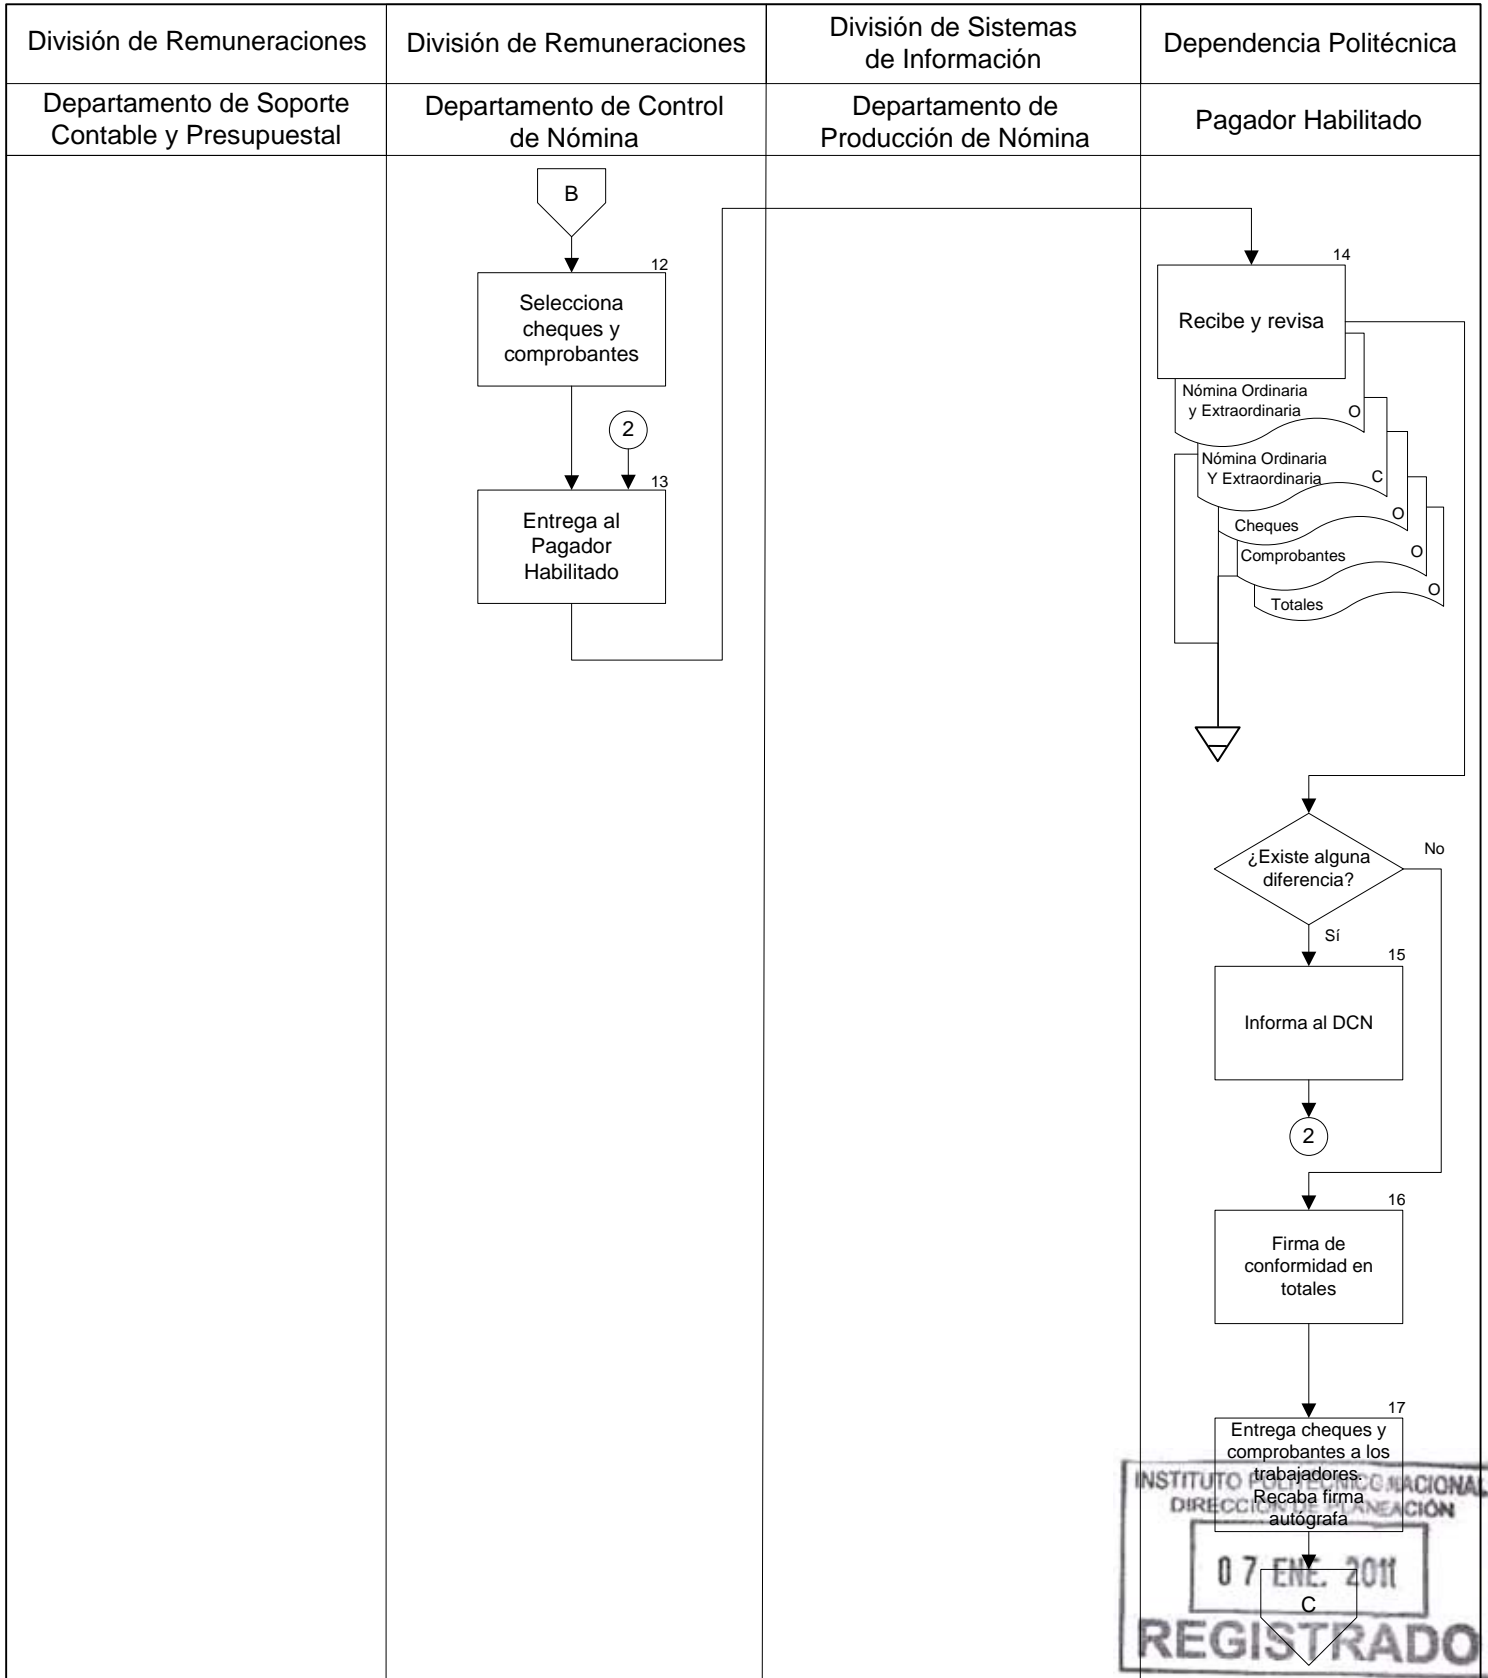 División de Remuneraciones
División de Remuneraciones
División de Sistemas
de Información
Dependencia Politécnica
Departamento de Soporte
Contable y Presupuestal
Departamento de Control
de Nómina
Departamento de
Producción de Nómina
Pagador Habilitado
B
12
Selecciona
cheques y
comprobantes
2
13
Entrega al
Pagador
Habilitado
14
Recibe y revisa
Nómina Ordinaria
y Extraordinaria
O
Nómina Ordinaria
Y Extraordinaria
C
Cheques
O
Comprobantes
O
Totales
O
¿Existe alguna
diferencia?
No
Sí
15
Informa al DCN
2
16
Firma de
conformidad en
totales
17
Entrega cheques y
comprobantes a los
trabajadores.
Recaba firma
autógrafa
C
INSTITUTO POLITECNICO NACIONAL
DIRECCIÓN DE PLANEACIÓN
07 ENE. 2011
REGISTRADO